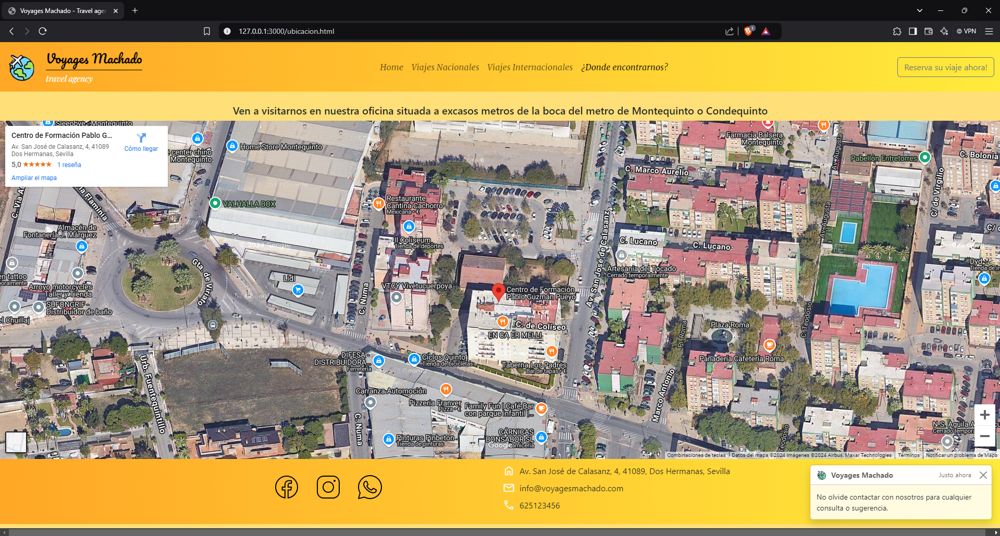 Voyages Machado - Travel agen
127.0.0.1:3000/ubicacion.html
1
VPN
Voyages Machado
travel agency
Home
Viajes Nacionales
Viajes Internacionales
¿Donde encontrarnos?
Reserva su viaje ahora!
Ven a visitarnos en nuestra oficina situada a excasos metros de la boca del metro de Montequinto o Condequinto
Sleepbye - Montequinto
Centro de Formación Pablo G...
Av. San José de Calasanz, 4, 41089
Dos Hermanas, Sevilla
5,0
1 reseña
Ampliar el mapa
Cómo llegar
e center chino
Montequinto
Home Store Montequinto
Farmacia Balsera
Montequinto
Av. Augusta
Pabellón Entretorres
C. Bolonia
C. Marco Aurelio
C/ de Virgilio
C. Vía Au
ía Flaminia
VALHALLA BOX
Restaurante
Cantina Cachorro
Mexicana • €
Almacén de
Fontanería J. Márquez
Il Coliseum
Tienda de deportes
Av. San José de Calasanz
Av. Augusta
C. Lucano
C. Lucano
© 2023 Google
Gta. de Viriato
en tattoo
oralmente
Arroyo motorcycles
Taller y Tienda
Lidl
C. Numa
VTCY Vivetucuerpoya
Artesanía del Tocado
Cerrado temporalmente
Dyd
Tienda de in
Centro de Formación
Pablo Guzmán Pueyo
SUFONGRIF -
Distribuidor de baño
el Chuillaj
C. de Coliseo
EN CA ER MELLI
Plaza Roma
Pl. Roma
C. Teodosio
Panadería Cafetería Roma
DIFESA -
DISTRIBUIDORA...
Ferretería
Ciclos Quinto
Tienda de bicicletas
Taberna Los Padres
Bar de tapas • €
Urb. Fuentequintillo
Marco Antonio
Carranza Automoción
Pizzeria Franver
Pizza • €
Family Fun | Café-Bar
con parque infantil |...
C. Numa
Pinturas Pinbeton
Tienda de pinturas
CÁRNICAS
BONSABOR SL
Carnicería
Google
Teodosio
N.S. Aguila A
Cerrado tempora
Combinaciones de teclas
Datos del mapa ©2024 Imágenes ©2024 Airbus, Maxar Technologies
Términos
Notificar un problema de Maps
Av. San José de Calasanz, 4, 41089, Dos Hermanas, Sevilla
info@voyagesmachado.com
625123456
Voyages Machado
Justo ahora
No olvide contactar con nosotros para cualquier
consulta o sugerencia.